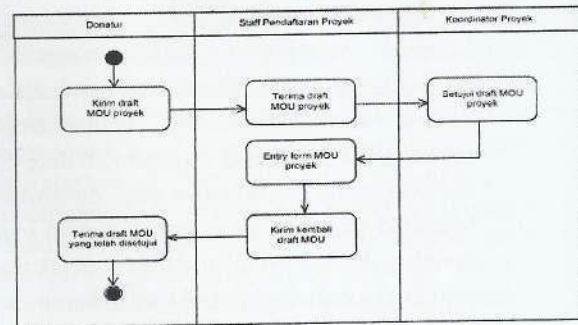 Donatur
Staff Pendaftaran Proyek
Koordinator Proyek
Kirim draft
MOU proyek
Terima draft
MOU proyek
Setujui draft MOU
proyek
Entry form MOU
proyek
Terima draft MOU
yang telah disetujui
Kirim kembali
draft MOU